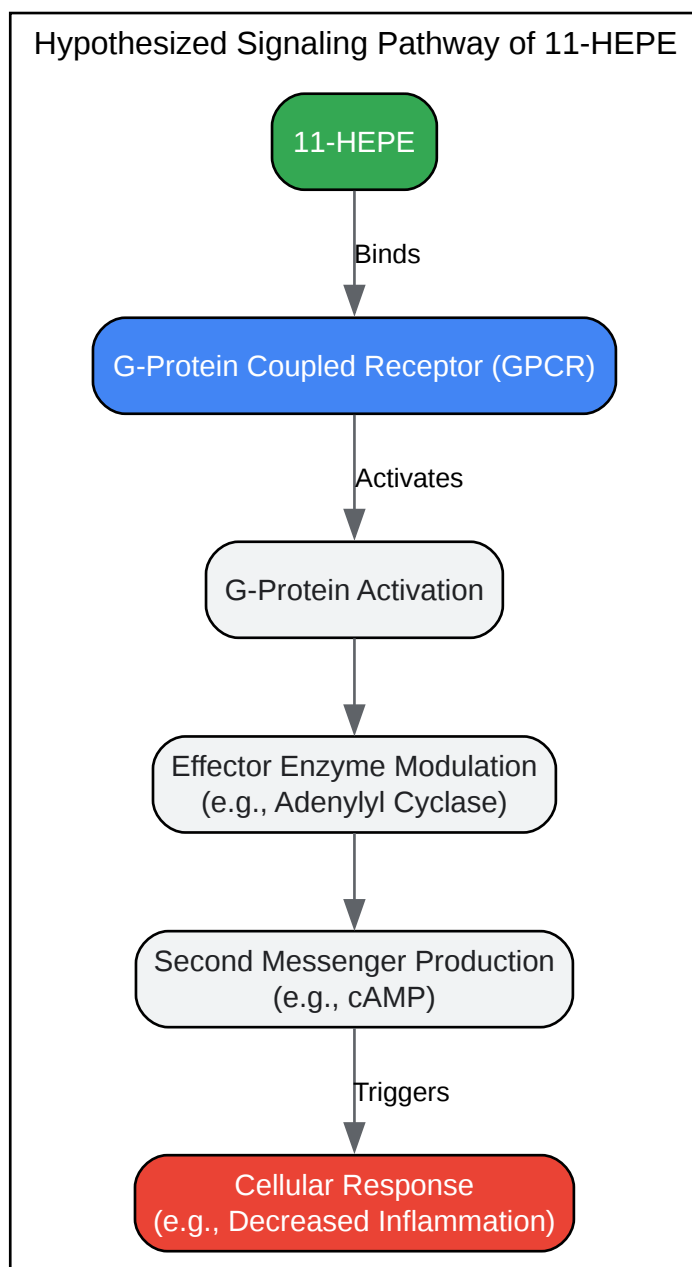 Hypothesized Signaling Pathway of 11-HEPE
11-HEPE
Binds
G-Protein Coupled Receptor (GPCR)
Activates
G-Protein Activation
Effector Enzyme Modulation
(e.g., Adenylyl Cyclase)
Second Messenger Production
(e.g., cAMP)
Triggers
Cellular Response
(e.g., Decreased Inflammation)